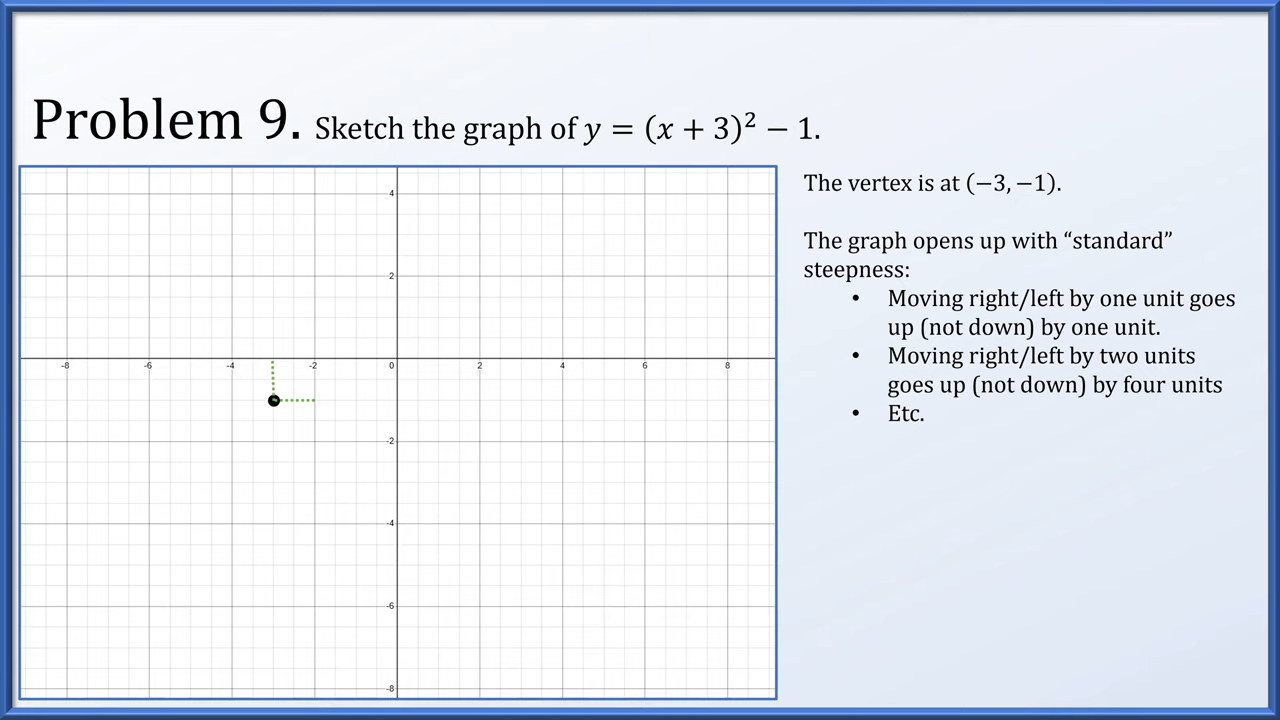 Problem 9. Sketch the graph of y = (x + 3)² − 1.
The vertex is at (−3, −1).
The graph opens up with “standard”
steepness:
• Moving right/left by one unit goes
up (not down) by one unit.
• Moving right/left by two units
goes up (not down) by four units
• Etc.
4
2
-8 -6 -4 -2 0 2 4 6 8
-2
-4
-6
-8